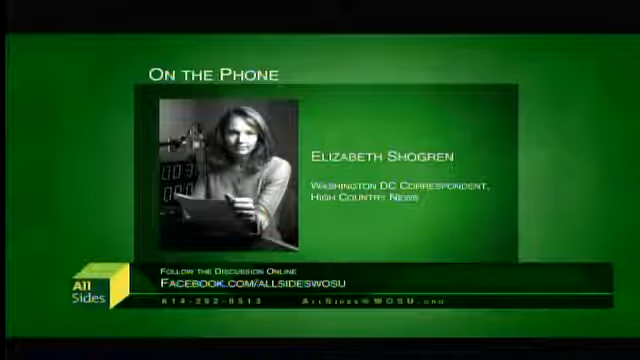 On the Phone
Elizabeth Shogren
Washington DC Correspondent,
High Country News
Follow the Discussion Online
Facebook.com/allsideswosu
All
Sides
614-292-8513 AllSides@WOSU.org